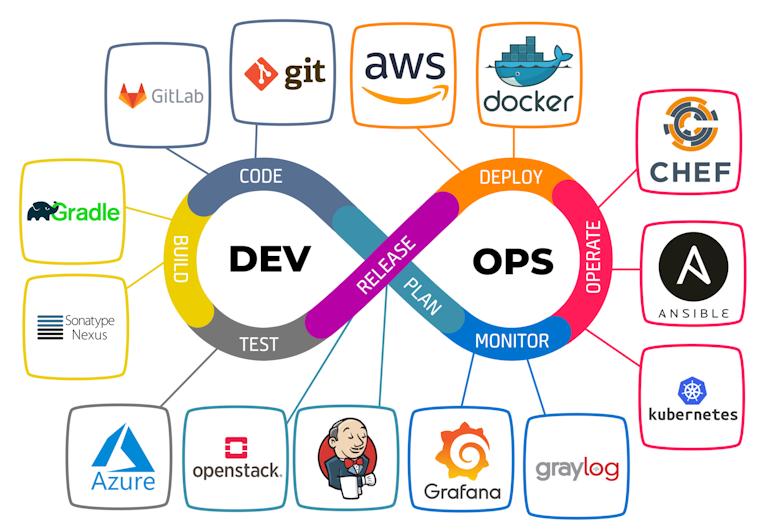 GitLab
git
aws
docker
CHEF
Gradle
CODE
DEPLOY
BUILD
DEV
RELEASE
PLAN
OPS
OPERATE
ANSIBLE
Sonatype
Nexus
TEST
MONITOR
kubernetes
Azure
openstack.
Grafana
graylog